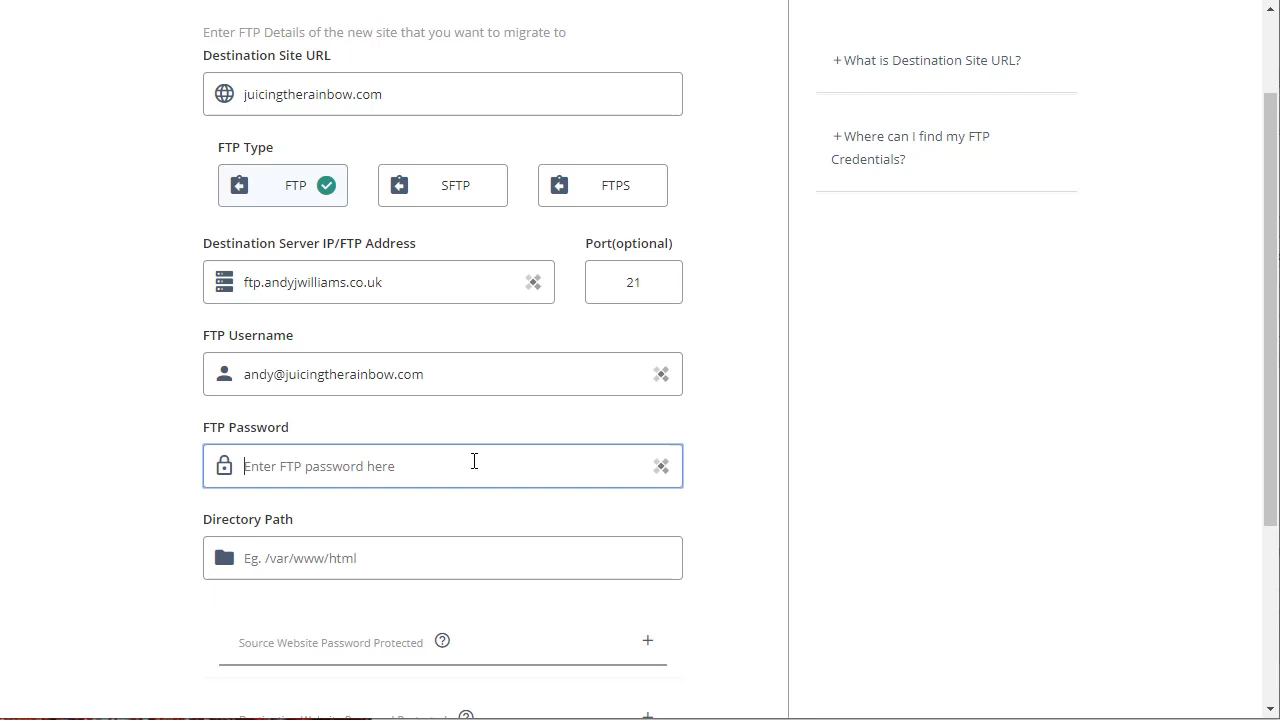 Enter FTP Details of the new site that you want to migrate to
Destination Site URL
juicingtherainbow.com
FTP Type
FTP
SFTP
FTPS
Destination Server IP/FTP Address
Port(optional)
ftp.andyjwilliams.co.uk
21
FTP Username
andy@juicingtherainbow.com
FTP Password
Enter FTP password here
Directory Path
Eg. /var/www/html
Source Website Password Protected
+
+ What is Destination Site URL?
+ Where can I find my FTP
Credentials?